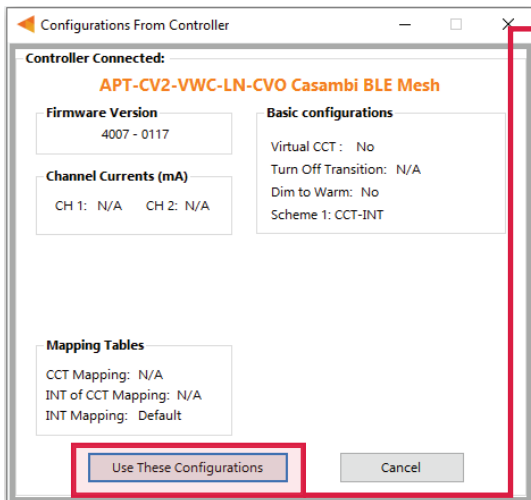 Configurations From Controller
Controller Connected:
APT-CV2-VWC-LN-CVO Casambi BLE Mesh
Firmware Version
4007 - 0117
Channel Currents (mA)
CH 1: N/A CH 2: N/A
Basic configurations
Virtual CCT : No
Turn Off Transition: N/A
Dim to Warm: No
Scheme 1: CCT-INT
Mapping Tables
CCT Mapping: N/A
INT of CCT Mapping: N/A
INT Mapping: Default
Use These Configurations
Cancel